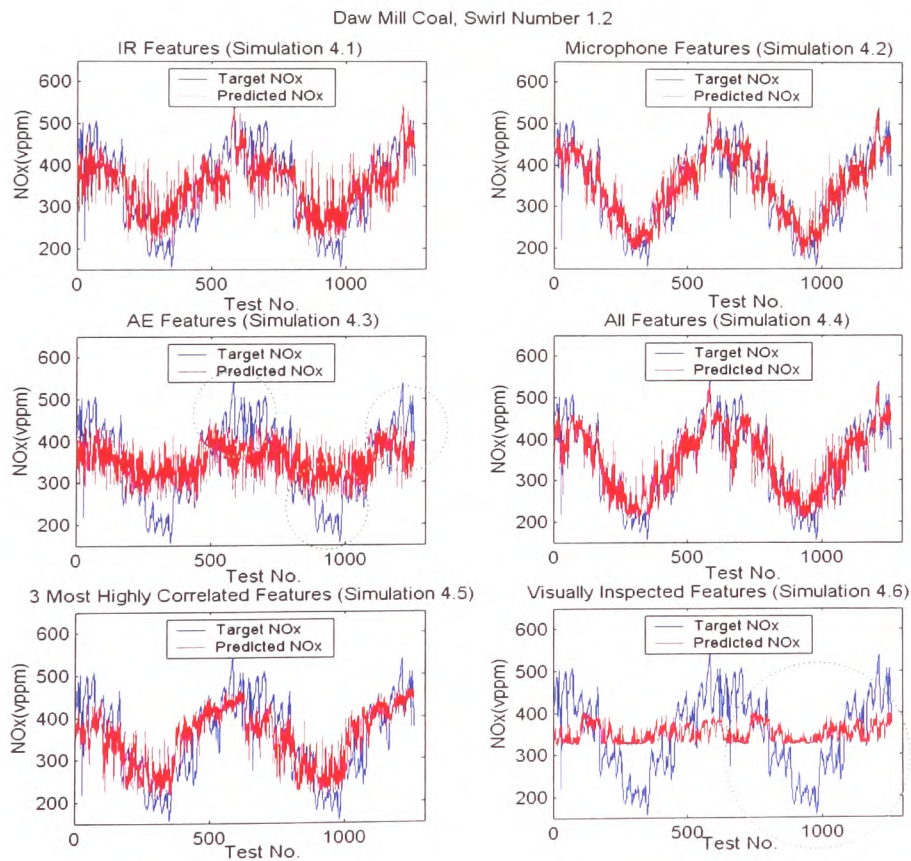 Daw Mill Coal, Swirl Number 1.2
IR Features (Simulation 4.1)
Microphone Features (Simulation 4.2)
600
500
400
300
200
NOx(vppm)
Target NOx
Predicted NOx
0
500
1000
Test No.
600
500
400
300
200
NOx(vppm)
Target NOx
Predicted NOx
0
500
1000
Test No.
AE Features (Simulation 4.3)
All Features (Simulation 4.4)
600
500
400
300
200
NOx(vppm)
Target NOx
Predicted NOx
0
500
1000
Test No.
600
500
400
300
200
NOx(vppm)
Target NOx
Predicted NOx
0
500
1000
Test No.
3 Most Highly Correlated Features (Simulation 4.5)
Visually Inspected Features (Simulation 4.6)
600
500
400
300
200
NOx(vppm)
Target NOx
Predicted NOx
0
500
1000
Test No.
600
500
400
300
200
NOx(vppm)
Target NOx
Predicted NOx
0
500
1000
Test No.